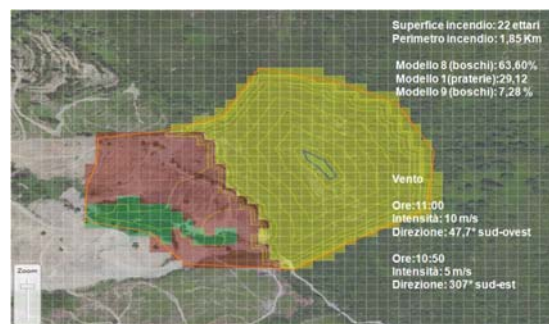 Superfice incendio: 22 ettari
Perimetro incendio: 1,85 Km
Modello 8 (boschi): 63,60%
Modello 1(praterie):29,12
Modello 9 (boschi): 7,28 %
Vento
Ore:11:00
Intensità: 10 m/s
Direzione: 47,7° sud-ovest
Ore:10:50
Intensità: 5 m/s
Direzione: 307° sud-est
Zoom